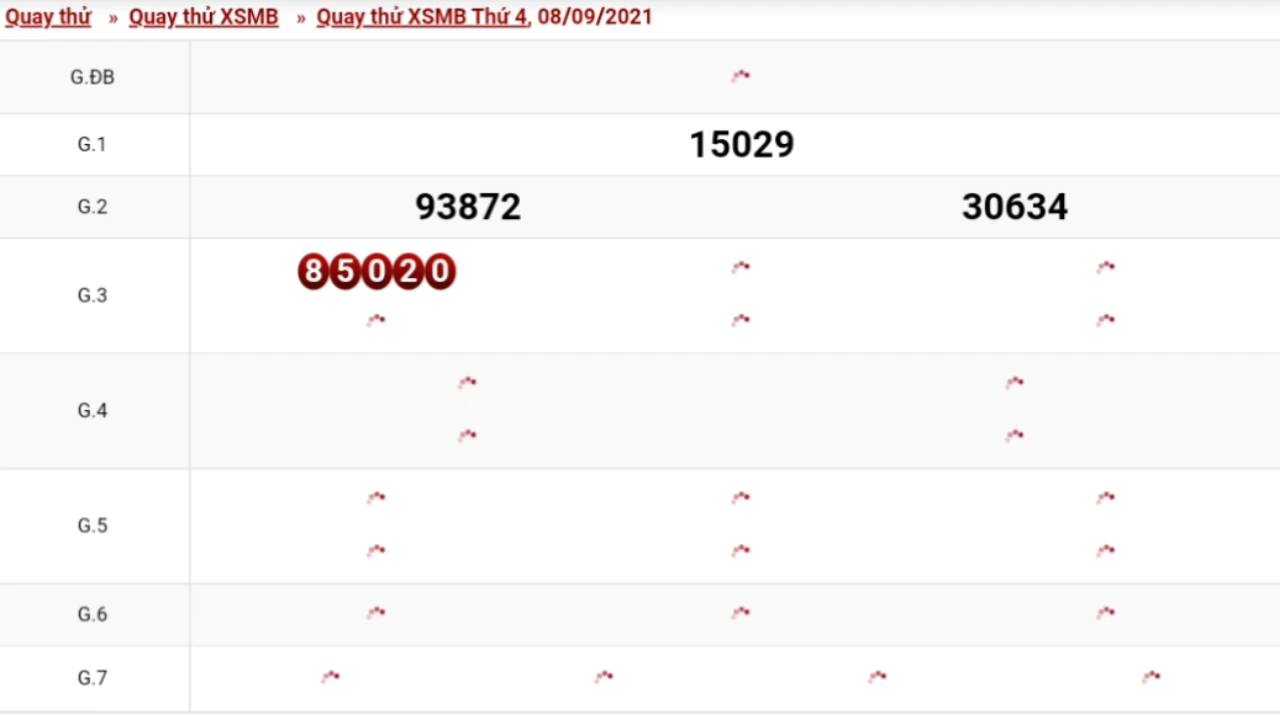 Quay thử » Quay thử XSMB » Quay thử XSMB Thứ 4, 08/09/2021
G.ĐB
G.1 15029
G.2 93872 30634
G.3 85020
G.4
G.5
G.6
G.7